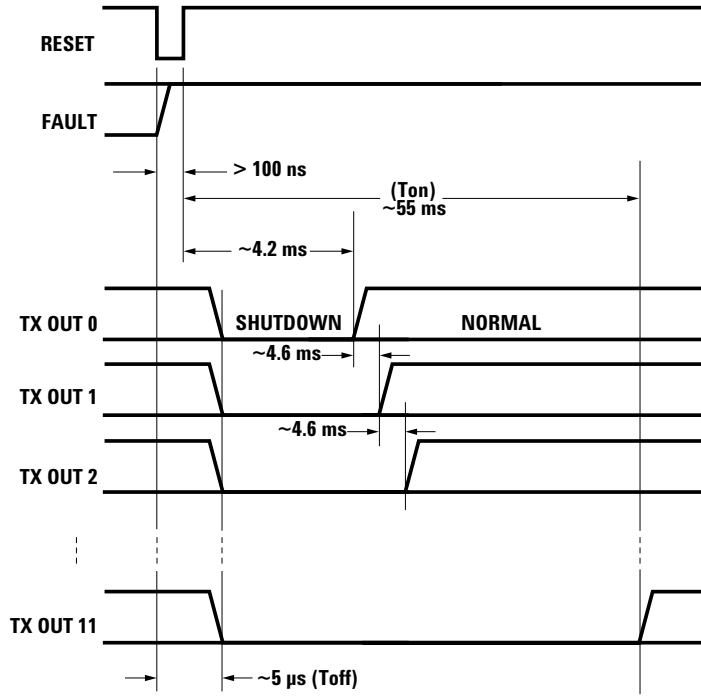 RESET
FAULT
> 100 ns
(Ton)
~55 ms
~4.2 ms
TX OUT 0
SHUTDOWN
NORMAL
~4.6 ms
TX OUT 1
~4.6 ms
TX OUT 2
TX OUT 11
~5 µs (Toff)